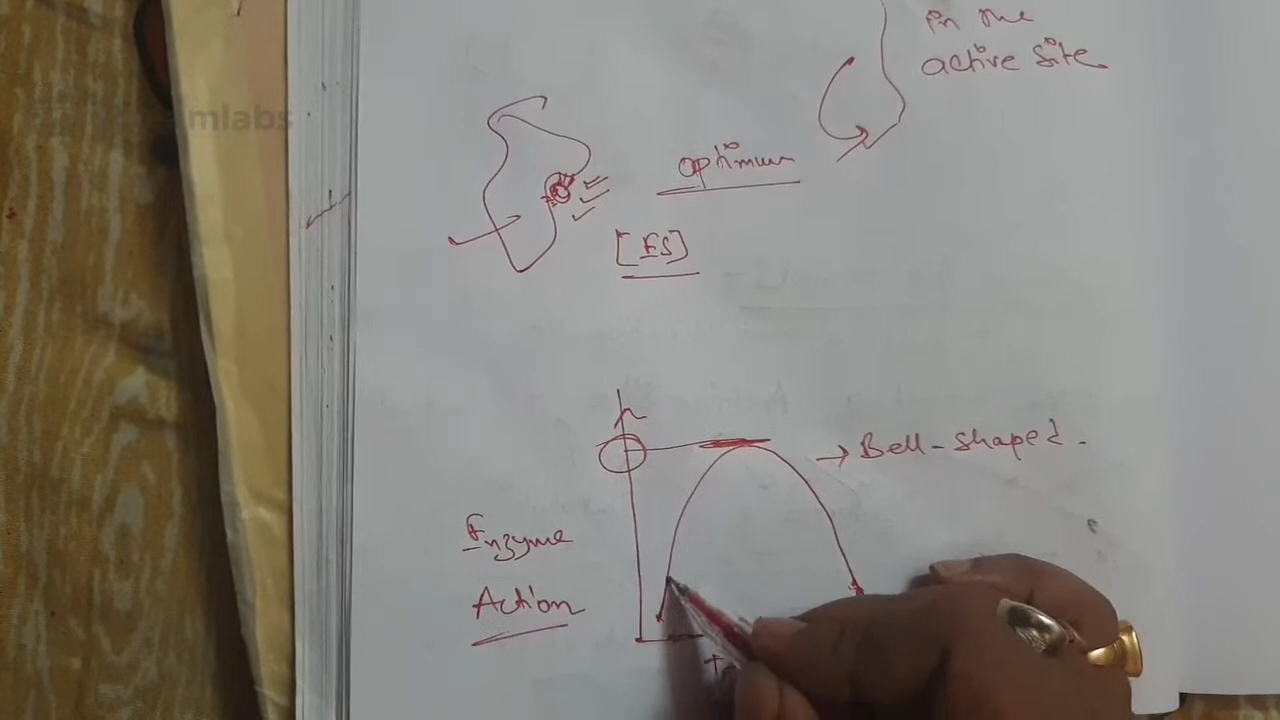 in the
active site
optimum
[ES]
→ Bell-shaped.
Enzyme
Action